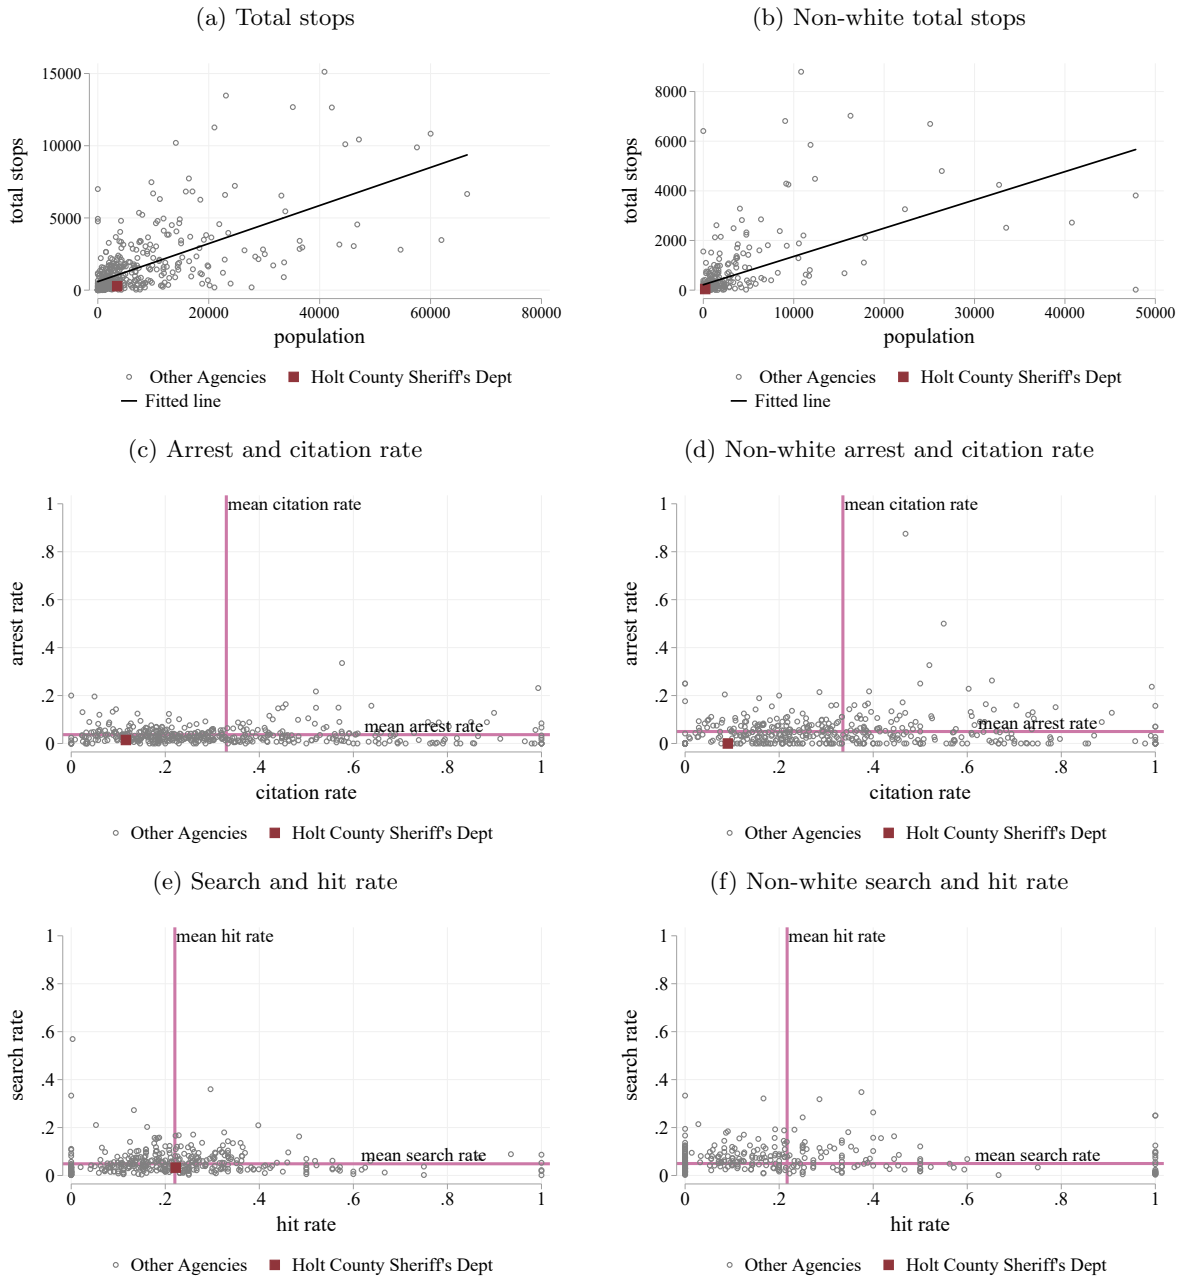 (a) Total stops
(b) Non-white total stops
total stops
15000
10000
5000
0
0 20000 40000 60000 80000
population
Other Agencies Holt County Sheriff's Dept
Fitted line
total stops
8000
6000
4000
2000
0
0 10000 20000 30000 40000 50000
population
Other Agencies Holt County Sheriff's Dept
Fitted line
(c) Arrest and citation rate
(d) Non-white arrest and citation rate
arrest rate
1
.8
.6
.4
.2
0
mean citation rate
mean arrest rate
0 .2 .4 .6 .8 1
citation rate
Other Agencies Holt County Sheriff's Dept
arrest rate
1
.8
.6
.4
.2
0
mean citation rate
mean arrest rate
0 .2 .4 .6 .8 1
citation rate
Other Agencies Holt County Sheriff's Dept
(e) Search and hit rate
(f) Non-white search and hit rate
search rate
1
.8
.6
.4
.2
0
mean hit rate
mean search rate
0 .2 .4 .6 .8 1
hit rate
Other Agencies Holt County Sheriff's Dept
search rate
1
.8
.6
.4
.2
0
mean hit rate
mean search rate
0 .2 .4 .6 .8 1
hit rate
Other Agencies Holt County Sheriff's Dept